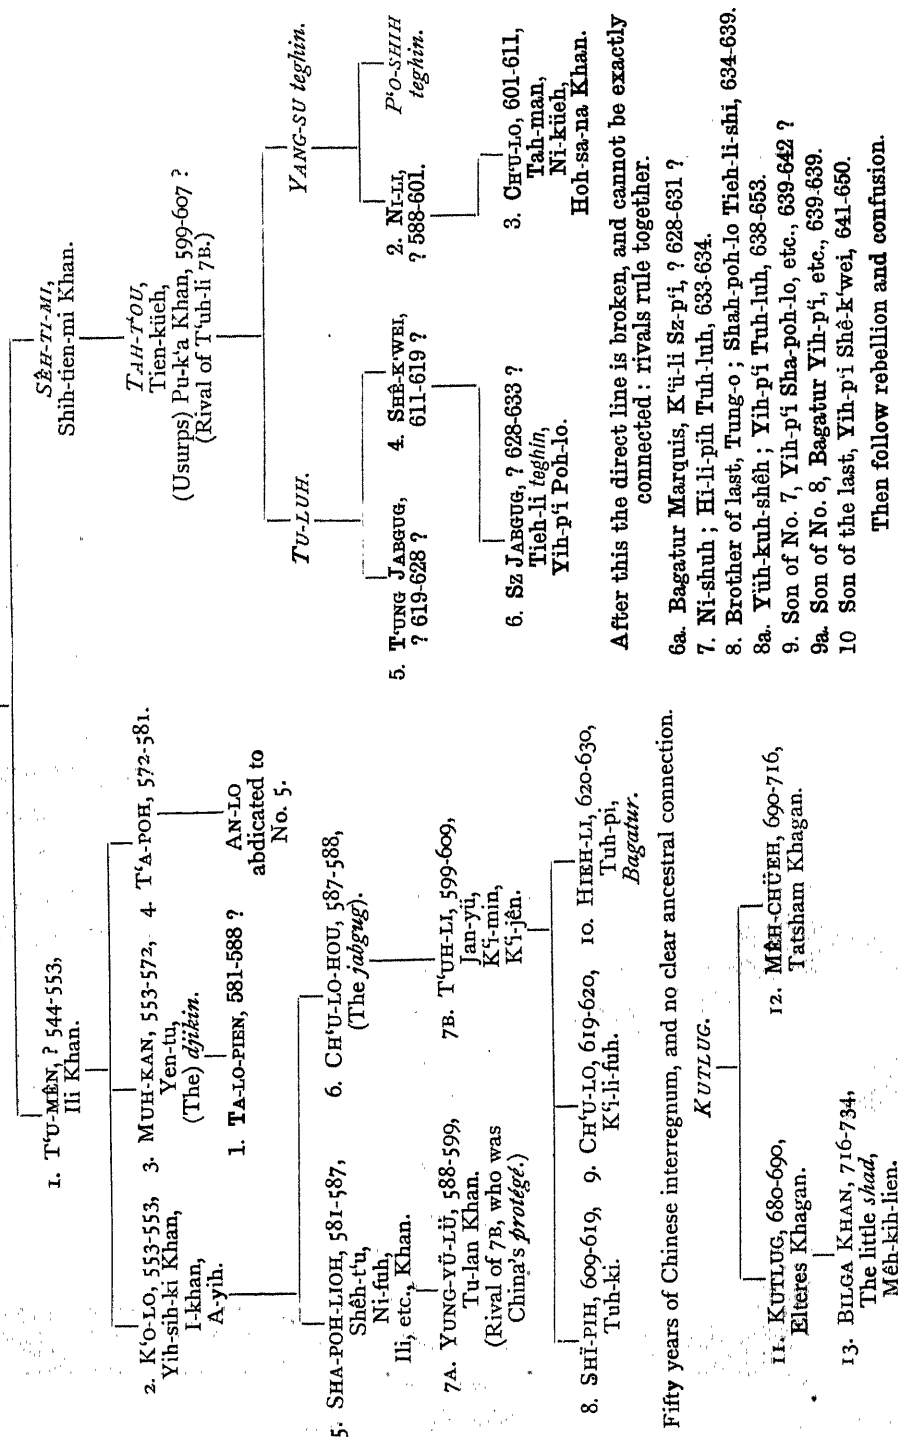 1. T‘U-MÊN, ? 544-553,
Ili Khan.
2. K‘O-LO, 553-553,
Yih-sih-ki Khan,
I-khan,
A-yih.
3. MUH-KAN, 553-572,
Yen-tu,
(The) djikin.
4. T‘A-POH, 572-581.
1. TA-LO-PIEN, 581-588 ?
AN-LO
abdicated to
No. 5.
5. SHA-POH-LIOH, 581-587,
Shêh-t‘u,
Ni-fuh,
Ili, etc., Khan.
6. CH‘U-LO-HOU, 587-588,
(The jabgug).
7A. YUNG-YÜ-LÜ, 588-599,
Tu-lan Khan.
(Rival of 7B, who was
China's protégé.)
7B. T‘UH-LI, 599-609,
Jan-yü,
K‘i-min,
K‘i-jên.
8. SHÏ-PIH, 609-619,
Tuh-ki.
9. CH‘U-LO, 619-620,
K‘i-li-fuh.
10. HIEH-LI, 620-630,
Tuh-pi,
Bagatur.
Fifty years of Chinese interregnum, and no clear ancestral connection.
KUTLUG.
11. KUTLUG, 680-690,
Elteres Khagan.
12. MÊH-CHÜEH, 690-716,
Tatsham Khagan.
13. BILGA KHAN, 716-734,
The little shad,
Mêh-kih-lien.
SÊH-TI-MI,
Shih-tien-mi Khan.
TAH-T‘OU,
Tien-küeh,
(Usurps) Pu-k‘a Khan, 599-607 ?
(Rival of T‘uh-li 7B.)
TU-LUH.
YANG-SU teghin.
5. T‘UNG JABGUG,
? 619-628 ?
4. SHÊ-K‘WEI,
611-619 ?
2. NI-LI,
? 588-601.
P‘O-SHIH
teghin.
6. SZ JABGUG, ? 628-633 ?
Tieh-li teghin,
Yih-p‘i Poh-lo.
3. CH‘U-LO, 601-611,
Tah-man,
Ni-küeh,
Hoh-sa-na Khan.
After this the direct line is broken, and cannot be exactly
connected : rivals rule together.
6a. Bagatur Marquis, K‘ü-li Sz-p‘i, ? 628-631 ?
7. Ni-shuh ; Hi-li-pih Tuh-luh, 633-634.
8. Brother of last, Tung-o ; Shah-poh-lo Tieh-li-shi, 634-639.
8a. Yüh-kuh-shêh ; Yih-p‘i Tuh-luh, 638-653.
9. Son of No. 7, Yih-p‘i Sha-poh-lo, etc., 639-642 ?
9a. Son of No. 8, Bagatur Yih-p‘i, etc., 639-639.
10 Son of the last, Yih-p‘i Shê-k‘wei, 641-650.
Then follow rebellion and confusion.